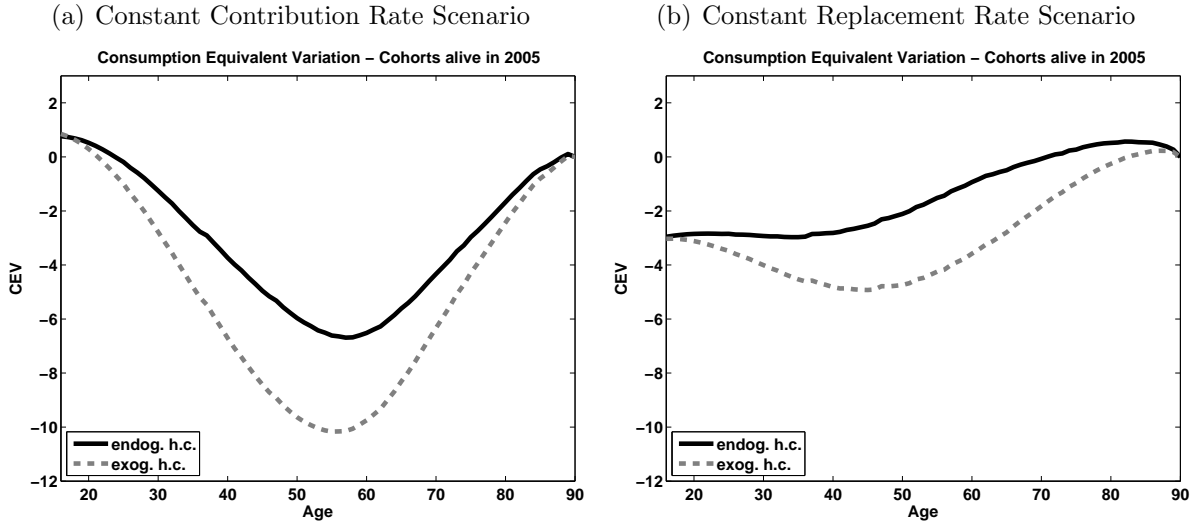 (a) Constant Contribution Rate Scenario
Consumption Equivalent Variation – Cohorts alive in 2005
CEV
2
0
−2
−4
−6
−8
−10
−12
endog. h.c.
exog. h.c.
20 30 40 50 60 70 80 90
Age
(b) Constant Replacement Rate Scenario
Consumption Equivalent Variation – Cohorts alive in 2005
CEV
2
0
−2
−4
−6
−8
−10
−12
endog. h.c.
exog. h.c.
20 30 40 50 60 70 80 90
Age